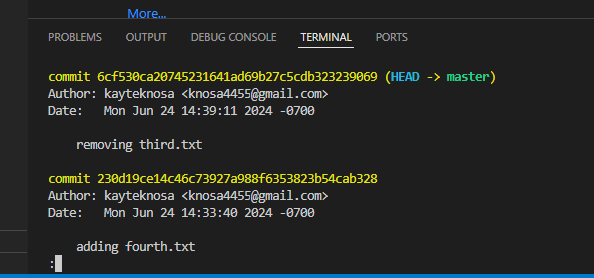 More...
PROBLEMS OUTPUT DEBUG CONSOLE TERMINAL PORTS
commit 6cf530ca20745231641ad69b27c5cdb323239069 (HEAD -> master)
Author: kayteknosa <knosa4455@gmail.com>
Date:   Mon Jun 24 14:39:11 2024 -0700
removing third.txt
commit 230d19ce14c46c73927a988f6353823b54cab328
Author: kayteknosa <knosa4455@gmail.com>
Date:   Mon Jun 24 14:33:40 2024 -0700
adding fourth.txt
: